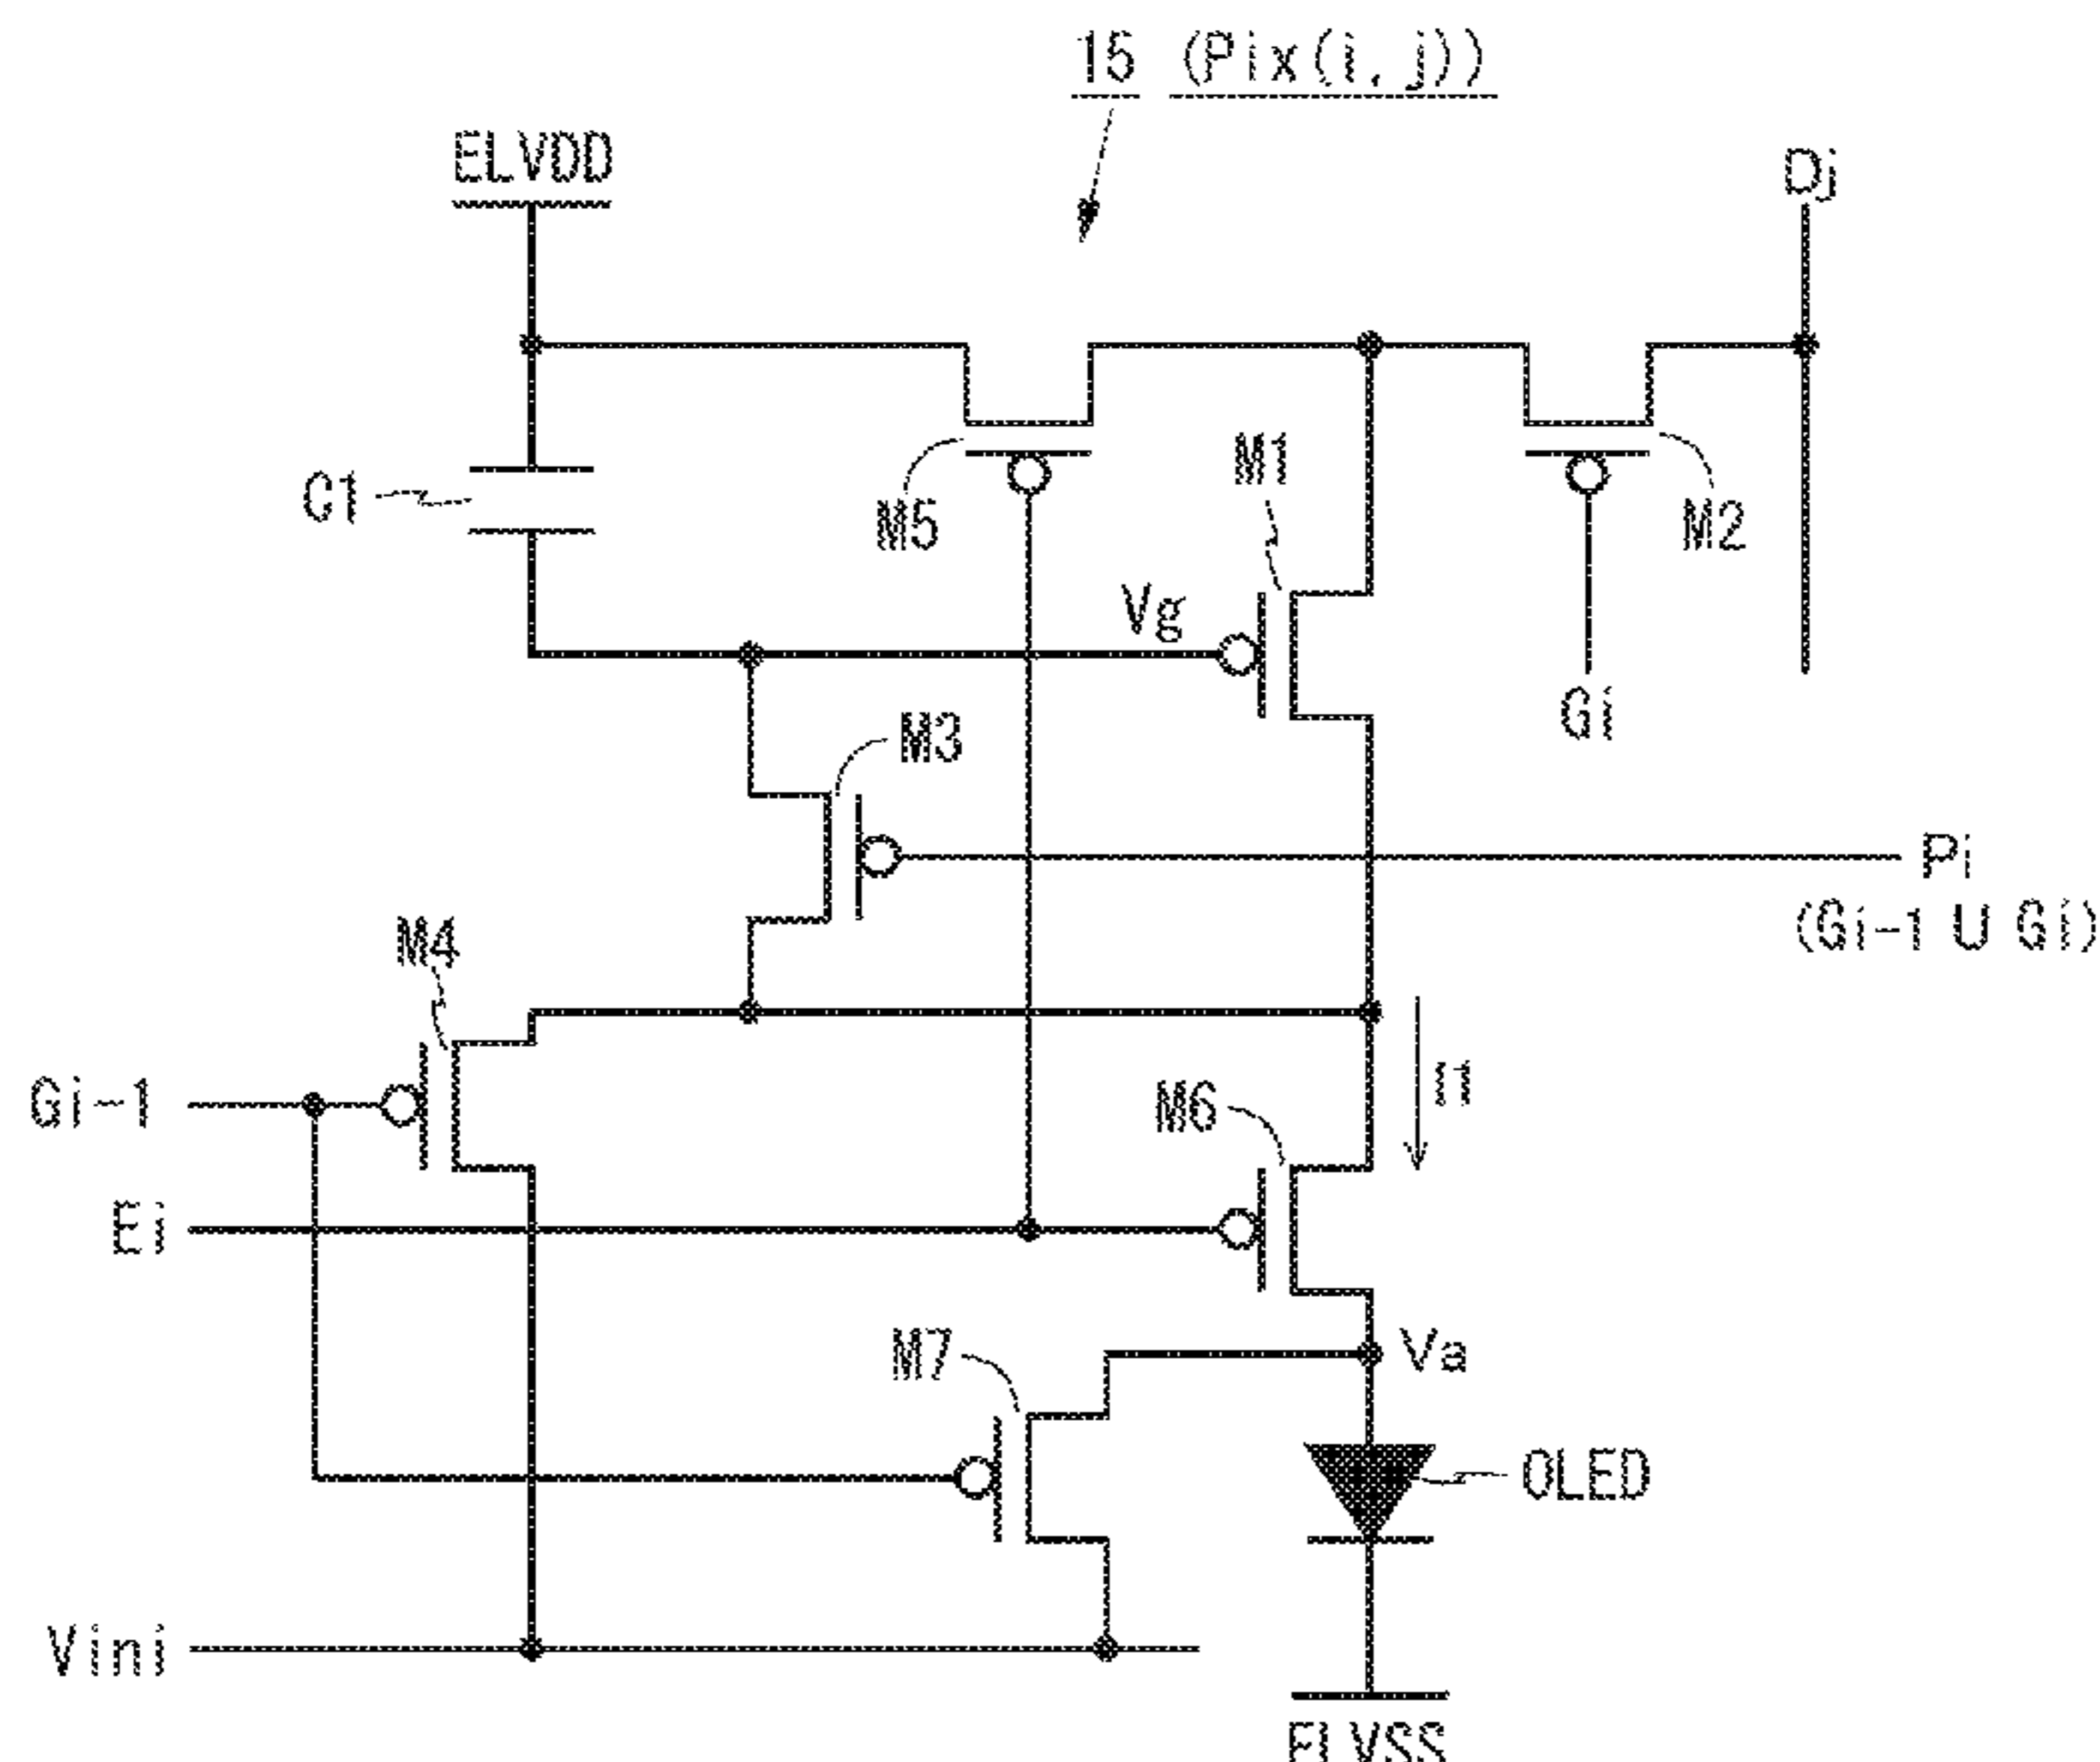 15 (Pix(i, j))
ELVDD
Dj
C1
M5
M1
M2
Vg
Gi
M3
Pi
(Gi-1 U Gi)
M4
Gi-1
I1
M6
Ei
M7
Va
OLED
Vini
ELVSS